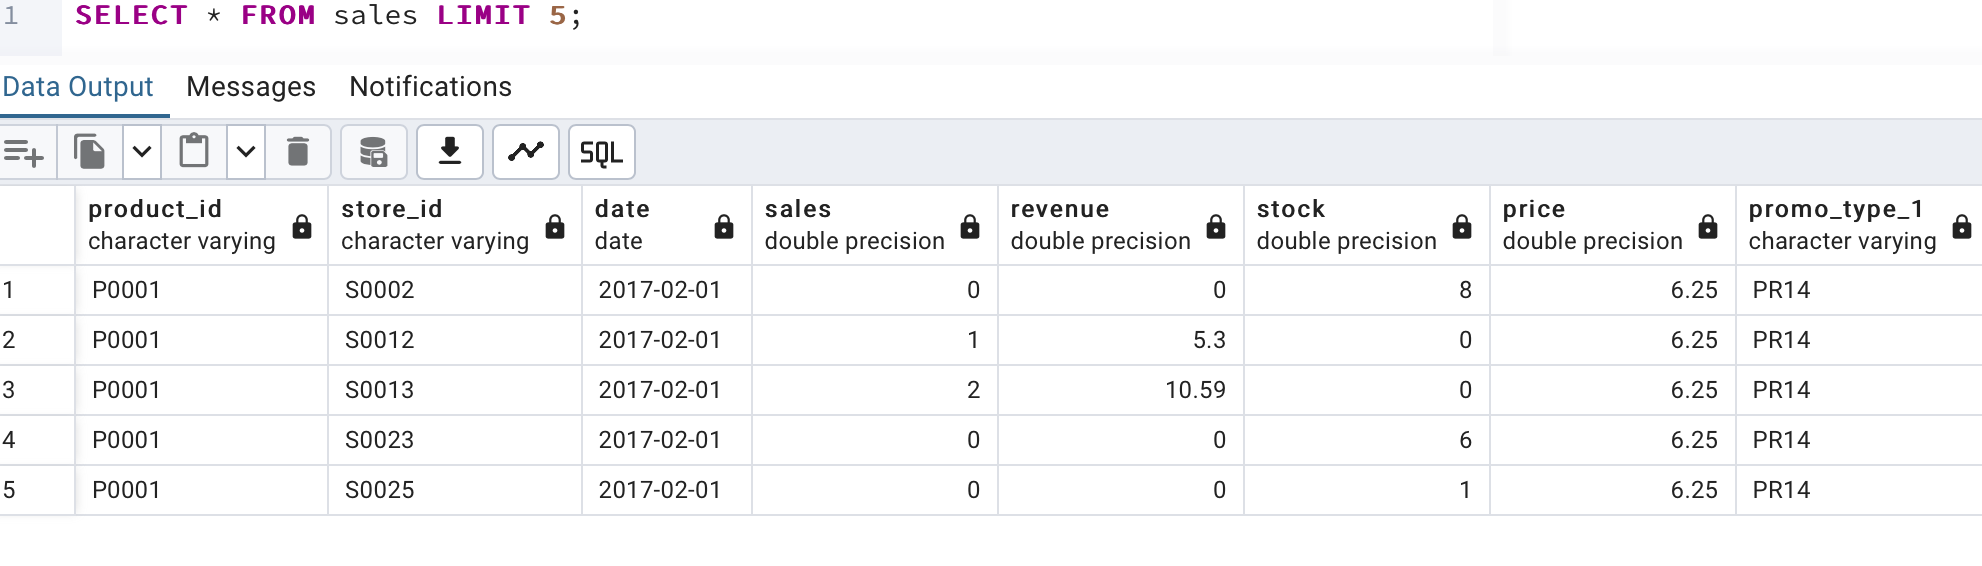 1 SELECT * FROM sales LIMIT 5;
Data Output Messages Notifications
SQL
product_id store_id date sales revenue stock price promo_type_1
character varying character varying date double precision double precision double precision double precision character varying
1 P0001 S0002 2017-02-01 0 0 8 6.25 PR14
2 P0001 S0012 2017-02-01 1 5.3 0 6.25 PR14
3 P0001 S0013 2017-02-01 2 10.59 0 6.25 PR14
4 P0001 S0023 2017-02-01 0 0 6 6.25 PR14
5 P0001 S0025 2017-02-01 0 0 1 6.25 PR14